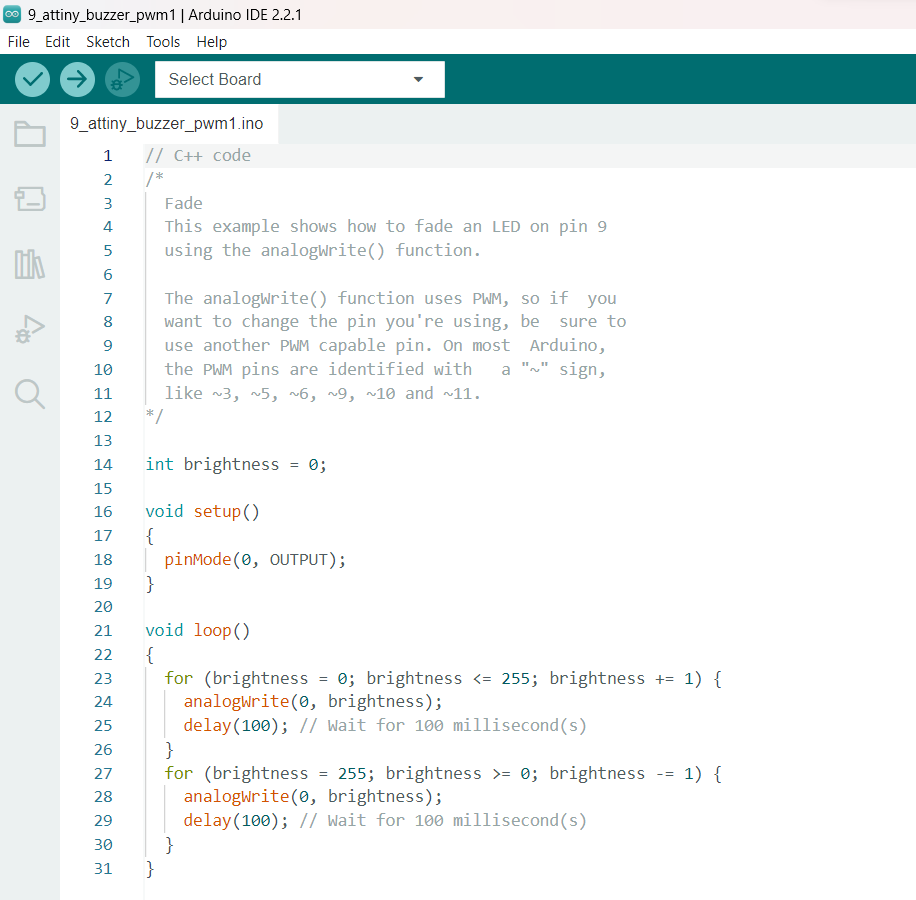 9_attiny_buzzer_pwm1 | Arduino IDE 2.2.1
File Edit Sketch Tools Help
Select Board
9_attiny_buzzer_pwm1.ino
1 // C++ code
2 /*
3   Fade
4   This example shows how to fade an LED on pin 9
5   using the analogWrite() function.
6
7   The analogWrite() function uses PWM, so if  you
8   want to change the pin you're using, be  sure to
9   use another PWM capable pin. On most  Arduino,
10   the PWM pins are identified with   a "~" sign,
11   like ~3, ~5, ~6, ~9, ~10 and ~11.
12 */
13
14 int brightness = 0;
15
16 void setup()
17 {
18   pinMode(0, OUTPUT);
19 }
20
21 void loop()
22 {
23   for (brightness = 0; brightness <= 255; brightness += 1) {
24     analogWrite(0, brightness);
25     delay(100); // Wait for 100 millisecond(s)
26   }
27   for (brightness = 255; brightness >= 0; brightness -= 1) {
28     analogWrite(0, brightness);
29     delay(100); // Wait for 100 millisecond(s)
30   }
31 }